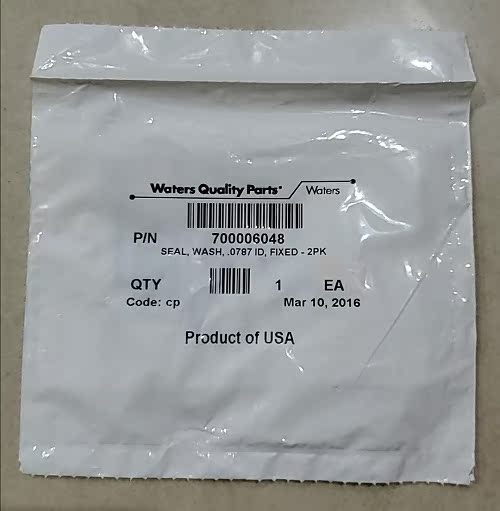 Waters Quality Parts® Waters
P/N 700006048
SEAL, WASH, .0787 ID, FIXED - 2PK
QTY 1 EA
Code: cp Mar 10, 2016
Product of USA